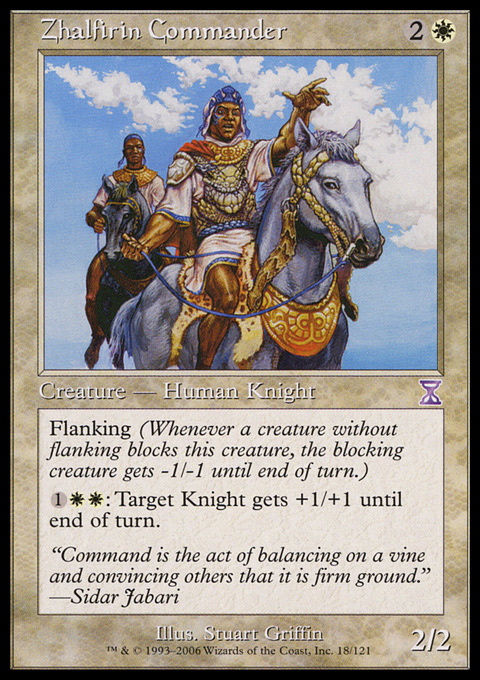 Zhalfirin Commander 2
Creature — Human Knight
Flanking (Whenever a creature without
flanking blocks this creature, the blocking
creature gets -1/-1 until end of turn.)
1: Target Knight gets +1/+1 until
end of turn.
“Command is the act of balancing on a vine
and convincing others that it is firm ground.”
—Sidar Jabari
Illus. Stuart Griffin
2/2
™ & © 1993–2006 Wizards of the Coast, Inc. 18/121